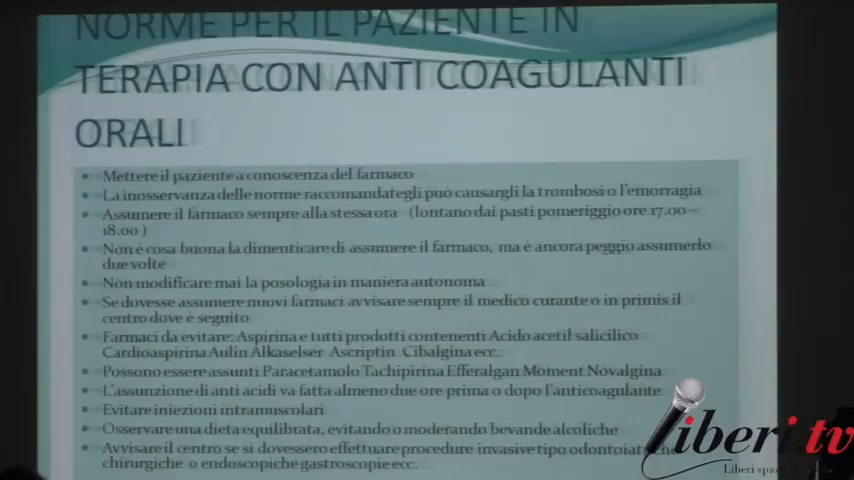 NORME PER IL PAZIENTE IN
TERAPIA CON ANTI COAGULANTI
ORALI
Mettere il paziente a conoscenza del farmaco
La inosservanza delle norme raccomandategli può causargli la trombosi o l'emorragia
Assumere il farmaco sempre alla stessa ora (lontano dai pasti pomeriggio ore 17.00 –
18.00 )
Non è cosa buona la dimenticare di assumere il farmaco, ma è ancora peggio assumerlo
due volte
Non modificare mai la posologia in maniera autonoma
Se dovesse assumere nuovi farmaci avvisare sempre il medico curante o in primis il
centro dove è seguito
Farmaci da evitare: Aspirina e tutti prodotti contenenti Acido acetil salicilico
Cardioaspirina Aulin Alkaselser Ascriptin Cibalgina ecc.
Possono essere assunti Paracetamolo Tachipirina Efferalgan Moment Novalgina
L'assunzione di anti acidi va fatta almeno due ore prima o dopo l'anticoagulante
Evitare iniezioni intramuscolari
Osservare una dieta equilibrata, evitando o moderando bevande alcoliche
Avvisare il centro se si dovessero effettuare procedure invasive tipo
chirurgiche o endoscopiche gastroscopie ecc.
liberi.tv
Liberi